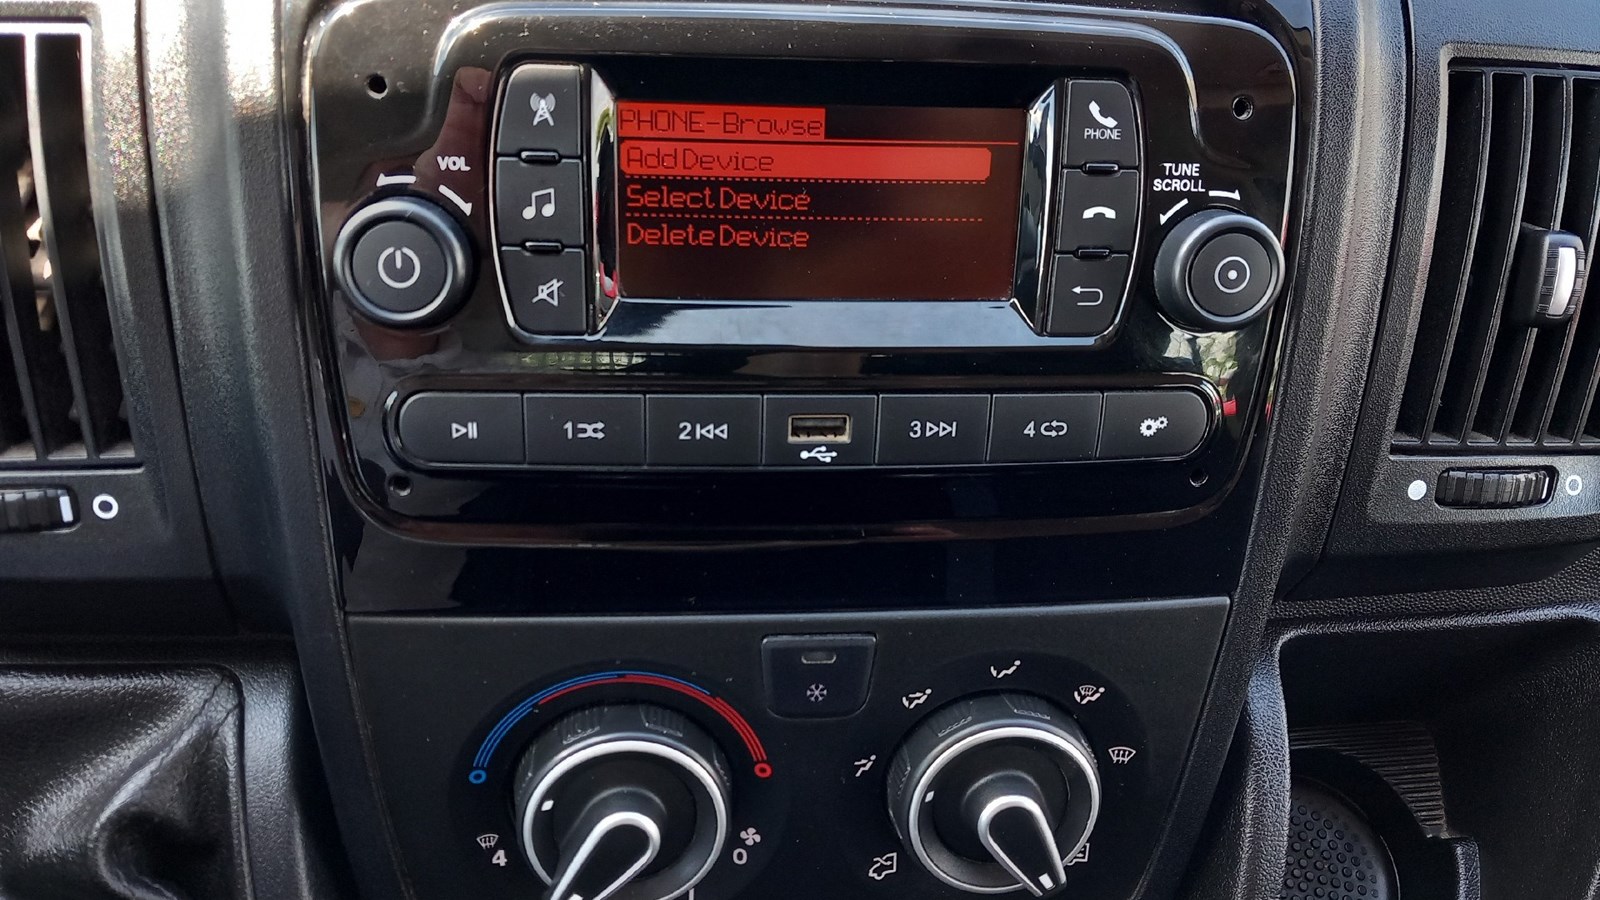 VOL
TUNE
SCROLL
PHONE
PHONE-Browse
Add Device
Select Device
Delete Device
1
2
3
4
4
0